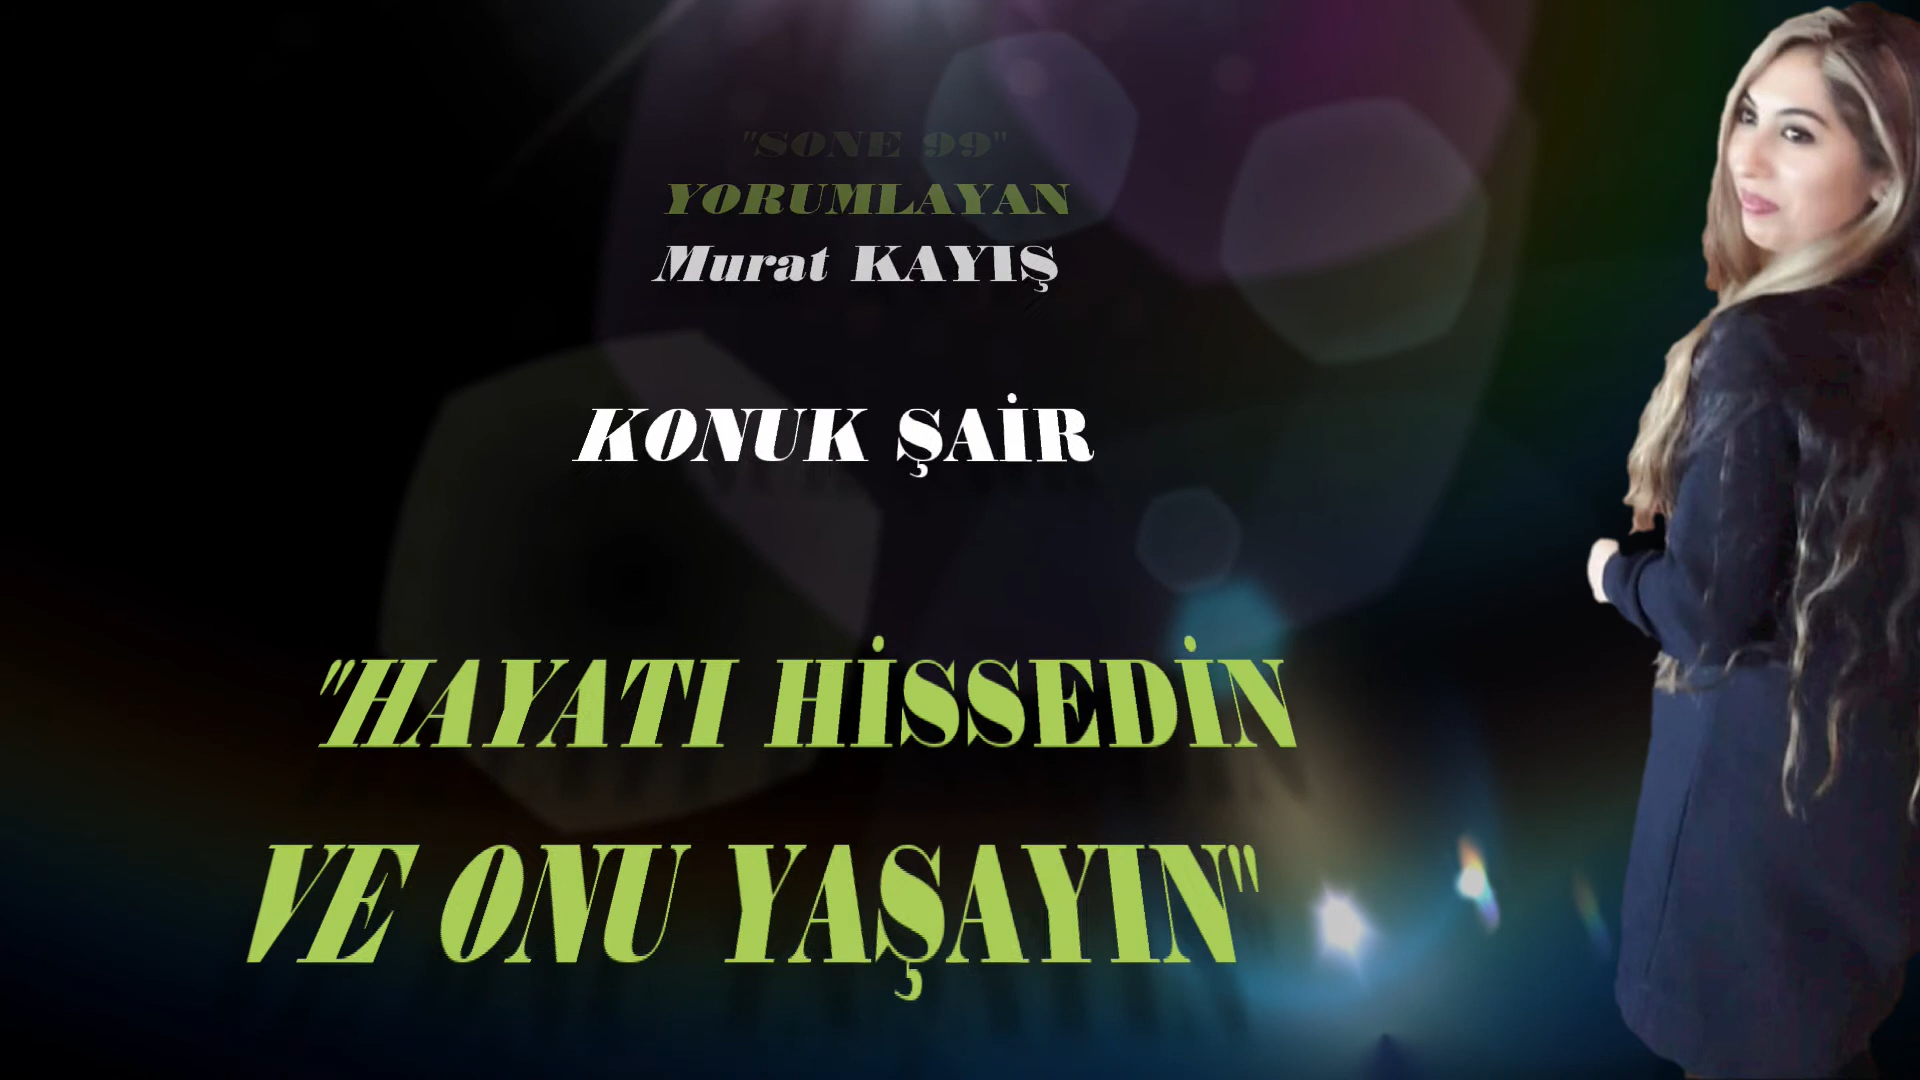 "SONE 99"
YORUMLAYAN
Murat KAYIŞ
KONUK ŞAİR
"HAYATI HİSSEDİN
VE ONU YAŞAYIN"